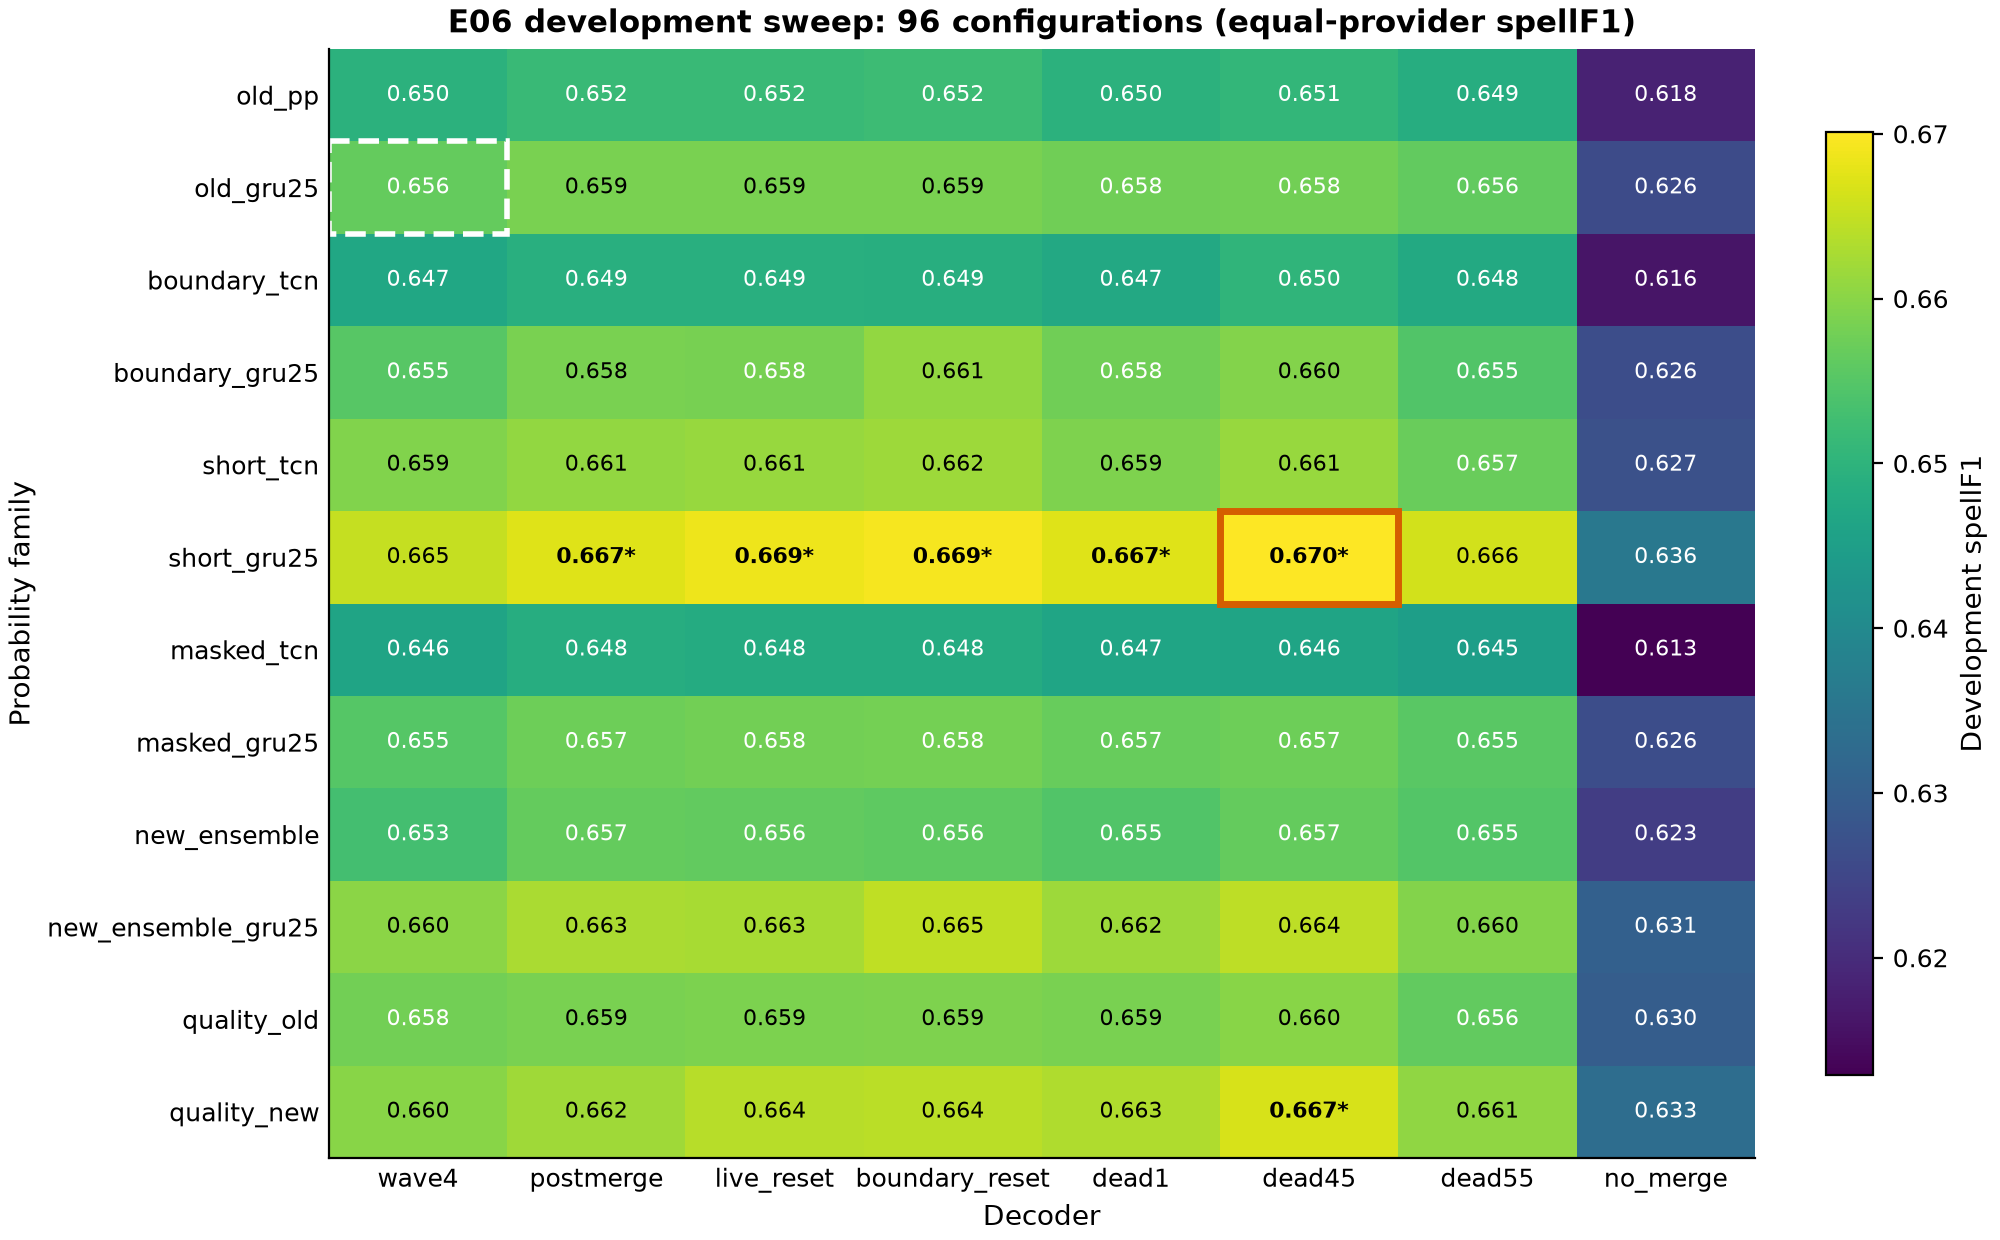 E06 development sweep: 96 configurations (equal-provider spellF1)
old_pp 0.650 0.652 0.652 0.652 0.650 0.651 0.649 0.618
old_gru25 0.656 0.659 0.659 0.659 0.658 0.658 0.656 0.626
boundary_tcn 0.647 0.649 0.649 0.649 0.647 0.650 0.648 0.616
boundary_gru25 0.655 0.658 0.658 0.661 0.658 0.660 0.655 0.626
short_tcn 0.659 0.661 0.661 0.662 0.659 0.661 0.657 0.627
short_gru25 0.665 0.667* 0.669* 0.669* 0.667* 0.670* 0.666 0.636
masked_tcn 0.646 0.648 0.648 0.648 0.647 0.646 0.645 0.613
masked_gru25 0.655 0.657 0.658 0.658 0.657 0.657 0.655 0.626
new_ensemble 0.653 0.657 0.656 0.656 0.655 0.657 0.655 0.623
new_ensemble_gru25 0.660 0.663 0.663 0.665 0.662 0.664 0.660 0.631
quality_old 0.658 0.659 0.659 0.659 0.659 0.660 0.656 0.630
quality_new 0.660 0.662 0.664 0.664 0.663 0.667* 0.661 0.633
wave4 postmerge live_reset boundary_reset dead1 dead45 dead55 no_merge
Decoder
Probability family
0.67
0.66
0.65
0.64
0.63
0.62
Development spellF1